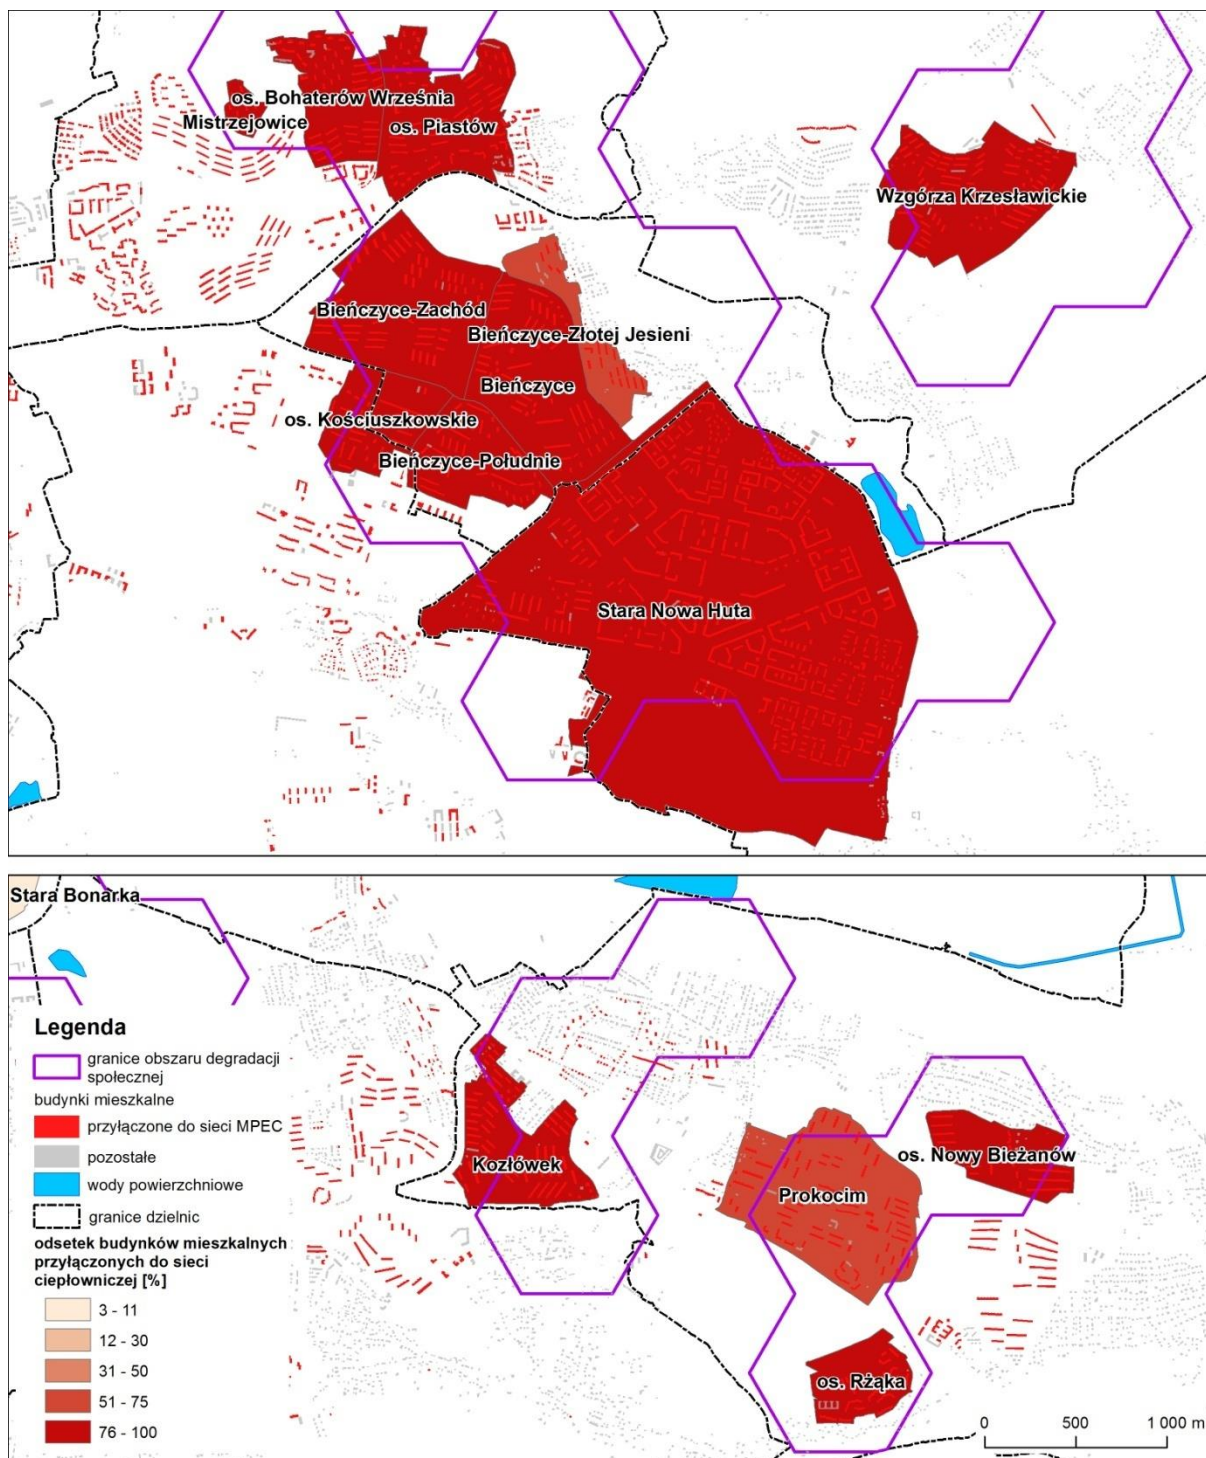 os. Bohaterów Września
Mistrzejowice
os. Piastów
Wzgórza Krzesławickie
Bieńczyce-Zachód
Bieńczyce-Złotej Jesieni
Bieńczyce
os. Kościuszkowskie
Bieńczyce-Południe
Stara Nowa Huta
Stara Bonarka
Legenda
granice obszaru degradacji
społecznej
budynki mieszkalne
przyłączone do sieci MPEC
pozostałe
wody powierzchniowe
granice dzielnic
odsetek budynków mieszkalnych
przyłączonych do sieci
ciepłowniczej [%]
3 - 11
12 - 30
31 - 50
51 - 75
76 - 100
Kozłówek
os. Nowy Bieżanów
Prokocim
os. Rżąka
0 500 1 000 m